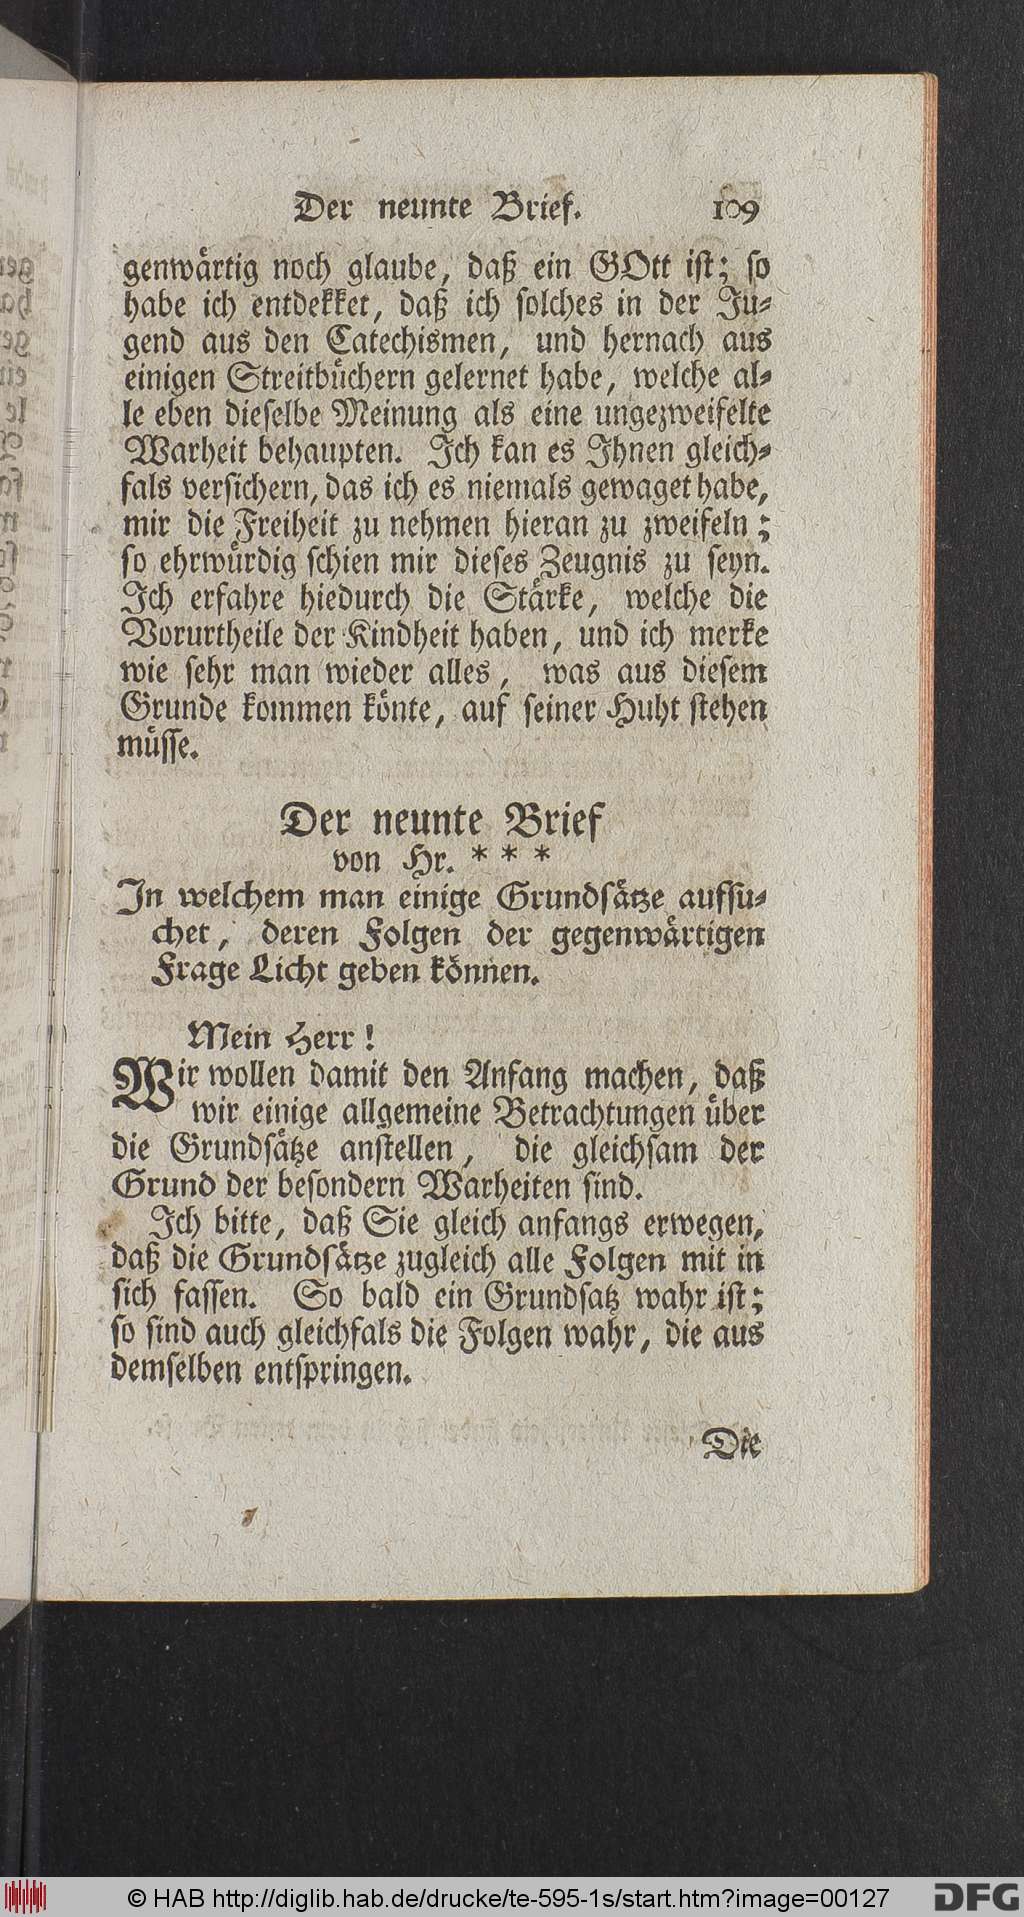 Der neunte Brief. 109
genwärtig noch glaube, daß ein GOtt ist; so
habe ich entdekket, daß ich solches in der Ju-
gend aus den Catechismen, und hernach aus
einigen Streitbüchern gelernet habe, welche al-
le eben dieselbe Meinung als eine ungezweifelte
Warheit behaupten. Ich kan es Ihnen gleich-
fals versichern, das ich es niemals gewaget habe,
mir die Freiheit zu nehmen hieran zu zweifeln;
so ehrwürdig schien mir dieses Zeugnis zu seyn.
Ich erfahre hiedurch die Stärke, welche die
Vorurtheile der Kindheit haben, und ich merke
wie sehr man wieder alles, was aus diesem
Grunde kommen könte, auf seiner Huht stehen
müsse.
Der neunte Brief
von Hr. * * *
In welchem man einige Grundsätze aufsu-
chet, deren Folgen der gegenwärtigen
Frage Licht geben können.
Mein Herr!
Wir wollen damit den Anfang machen, daß
wir einige allgemeine Betrachtungen über
die Grundsätze anstellen, die gleichsam der
Grund der besondern Warheiten sind.
Ich bitte, daß Sie gleich anfangs erwegen,
daß die Grundsätze zugleich alle Folgen mit in
sich fassen. So bald ein Grundsatz wahr ist;
so sind auch gleichfals die Folgen wahr, die aus
demselben entspringen.
Die
© HAB http://diglib.hab.de/drucke/te-595-1s/start.htm?image=00127
DFG